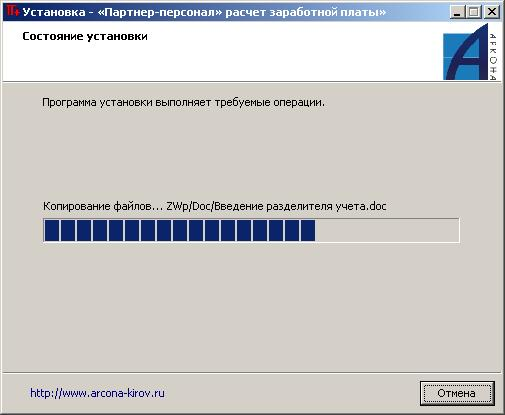 Установка - «Партнер-персонал» расчет заработной платы»
Состояние установки
АРКОНА
Программа установки выполняет требуемые операции.
Копирование файлов... ZWp/Doc/Введение разделителя учета.doc
http://www.arcona-kirov.ru
Отмена